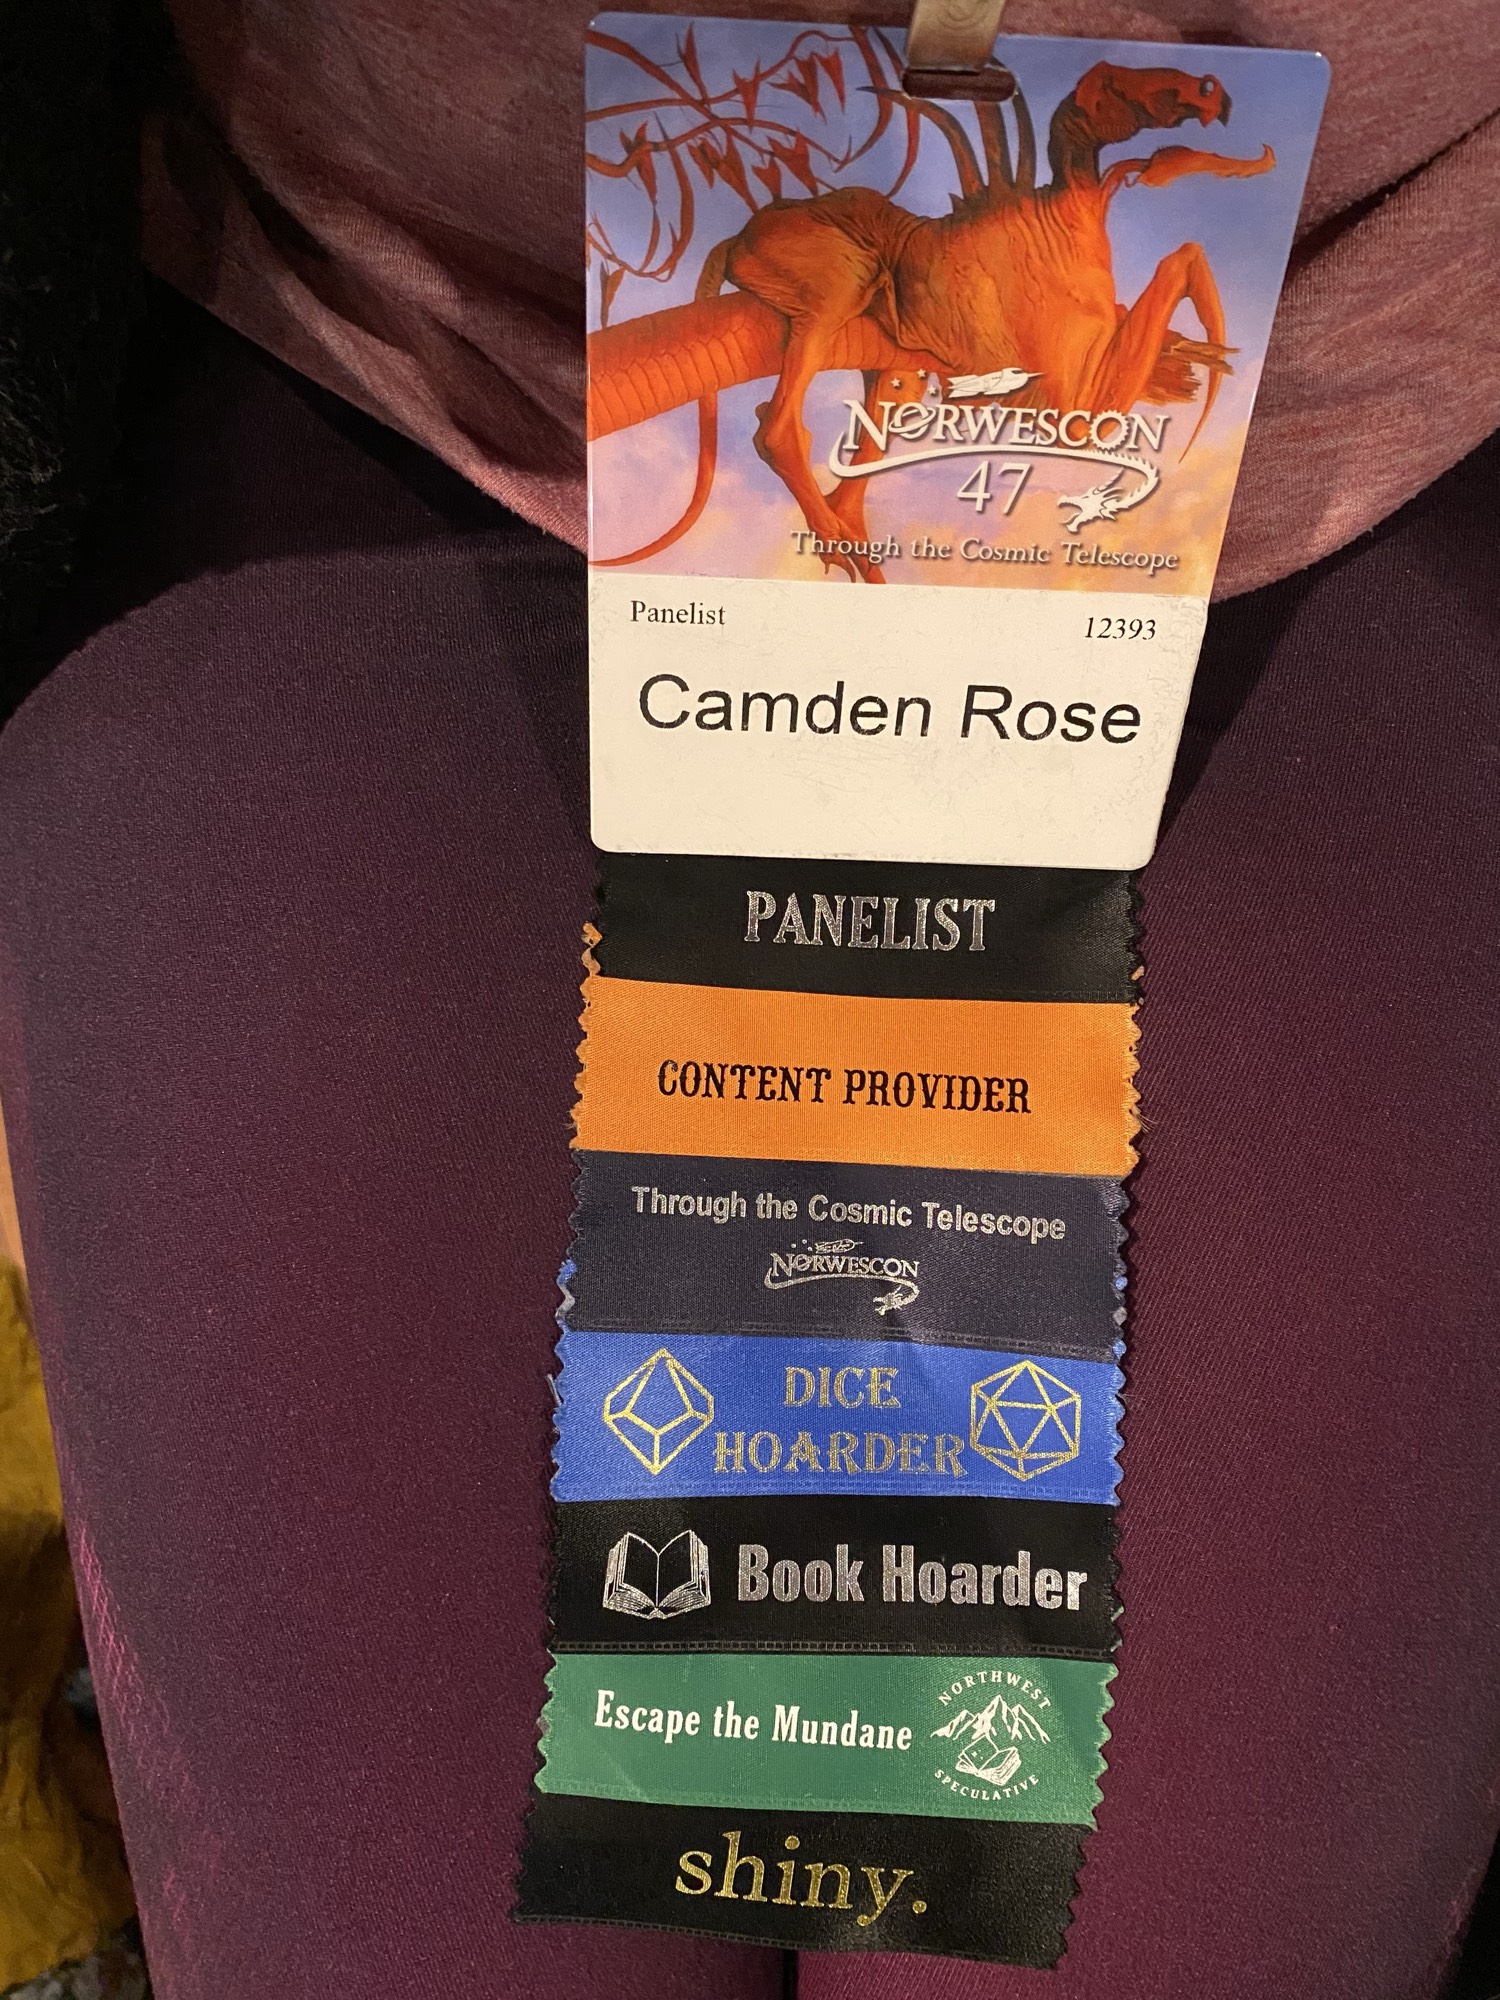 NORWESCON
47
Through the Cosmic Telescope
Panelist 12393
Camden Rose
PANELIST
CONTENT PROVIDER
Through the Cosmic Telescope
NORWESCON
DICE
HOARDER
Book Hoarder
Escape the Mundane
NORTHWEST
SPECULATIVE
shiny.